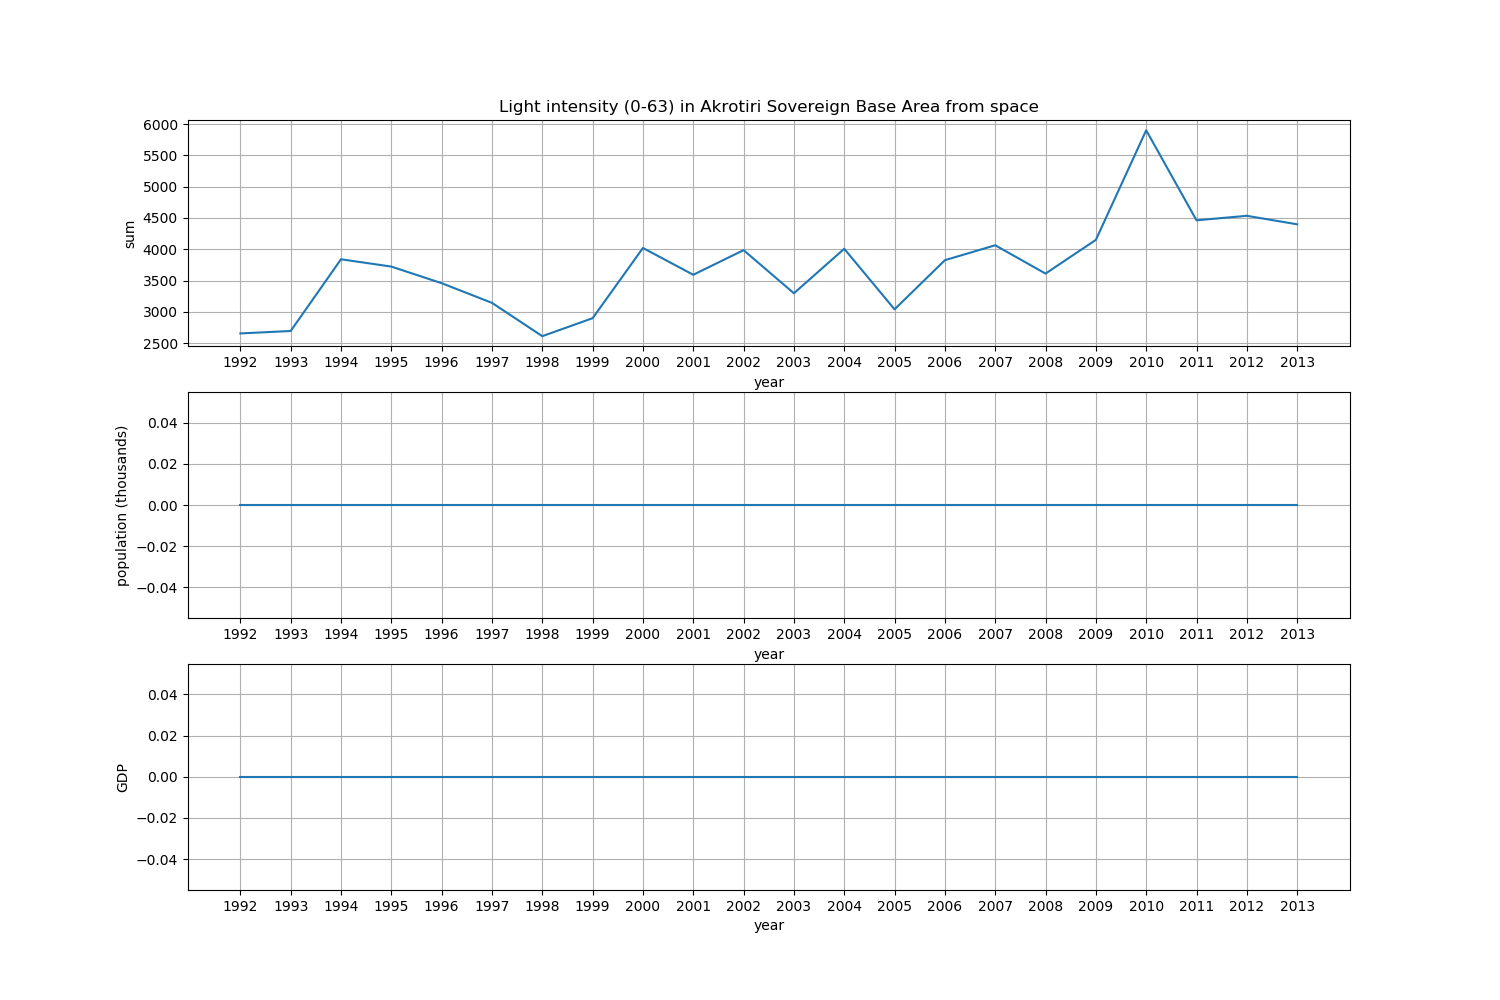 Light intensity (0-63) in Akrotiri Sovereign Base Area from space
6000
5500
5000
4500
4000
3500
3000
2500
sum
1992 1993 1994 1995 1996 1997 1998 1999 2000 2001 2002 2003 2004 2005 2006 2007 2008 2009 2010 2011 2012 2013
year
0.04
0.02
0.00
−0.02
−0.04
population (thousands)
1992 1993 1994 1995 1996 1997 1998 1999 2000 2001 2002 2003 2004 2005 2006 2007 2008 2009 2010 2011 2012 2013
year
0.04
0.02
0.00
−0.02
−0.04
GDP
1992 1993 1994 1995 1996 1997 1998 1999 2000 2001 2002 2003 2004 2005 2006 2007 2008 2009 2010 2011 2012 2013
year